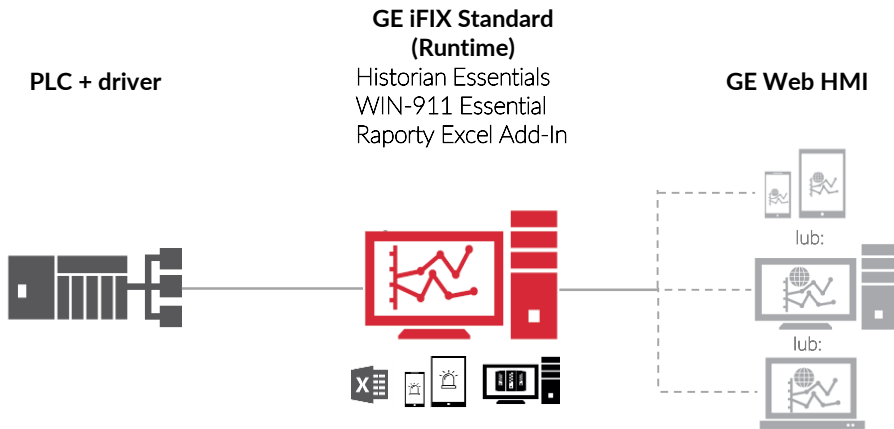 GE iFIX Standard
(Runtime)
Historian Essentials
WIN-911 Essential
Raporty Excel Add-In
PLC + driver
GE Web HMI
lub:
lub:
X